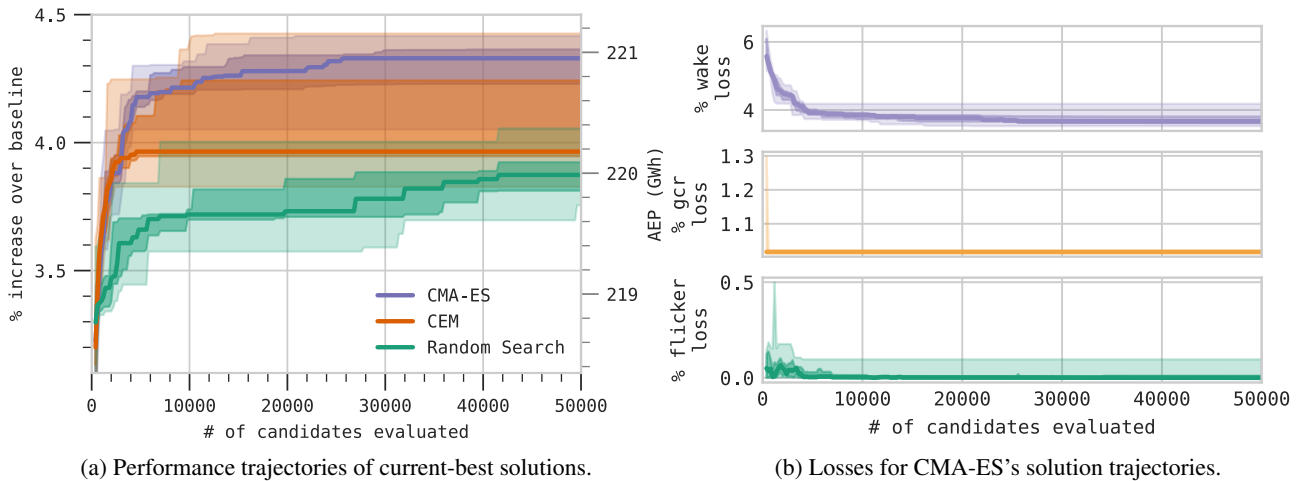 4.5
4.0
3.5
% increase over baseline
221
220
219
AEP (GWh)
CMA-ES
CEM
Random Search
0 10000 20000 30000 40000 50000
# of candidates evaluated
(a) Performance trajectories of current-best solutions.
6
4
% wake
loss
1.3
1.2
1.1
% gcr
loss
0.5
0.0
% flicker
loss
0 10000 20000 30000 40000 50000
# of candidates evaluated
(b) Losses for CMA-ES's solution trajectories.